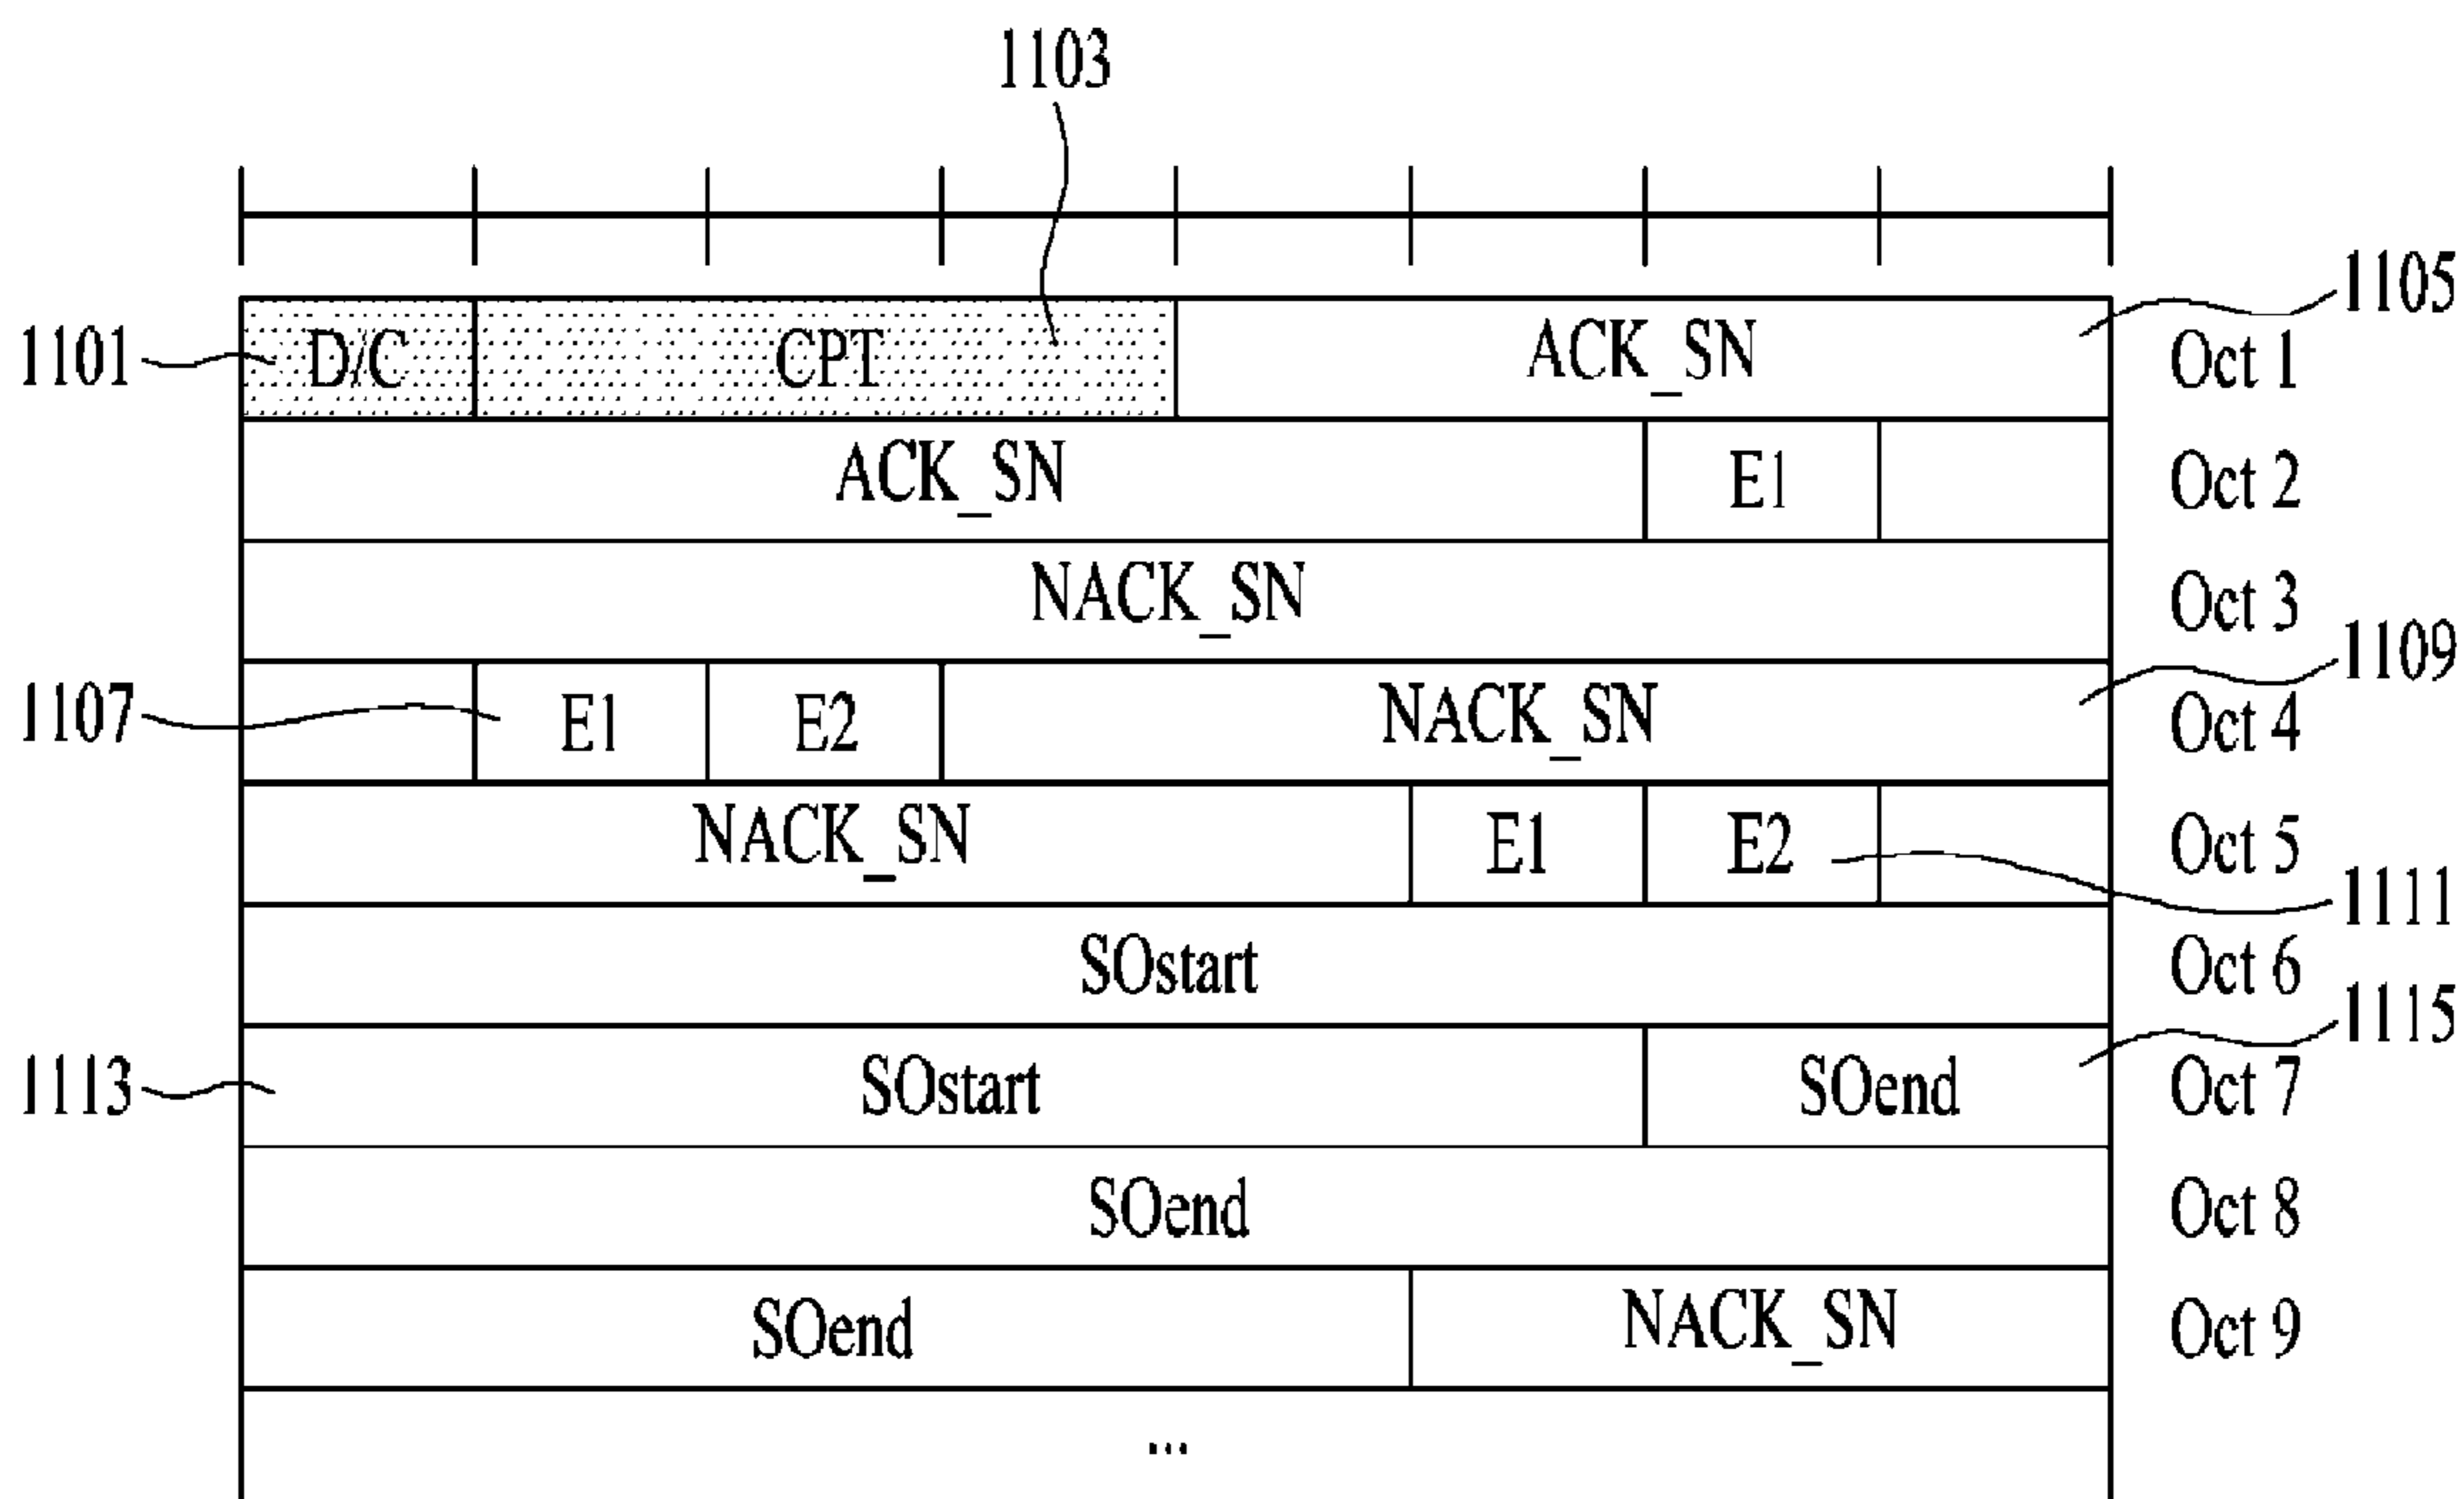 1103
1105
1101 D/C CPT ACK_SN Oct 1
ACK_SN E1 Oct 2
NACK_SN Oct 3
1109
1107 E1 E2 NACK_SN Oct 4
NACK_SN E1 E2 Oct 5
1111
SOstart Oct 6
1115
1113 SOstart SOend Oct 7
SOend Oct 8
SOend NACK_SN Oct 9
...